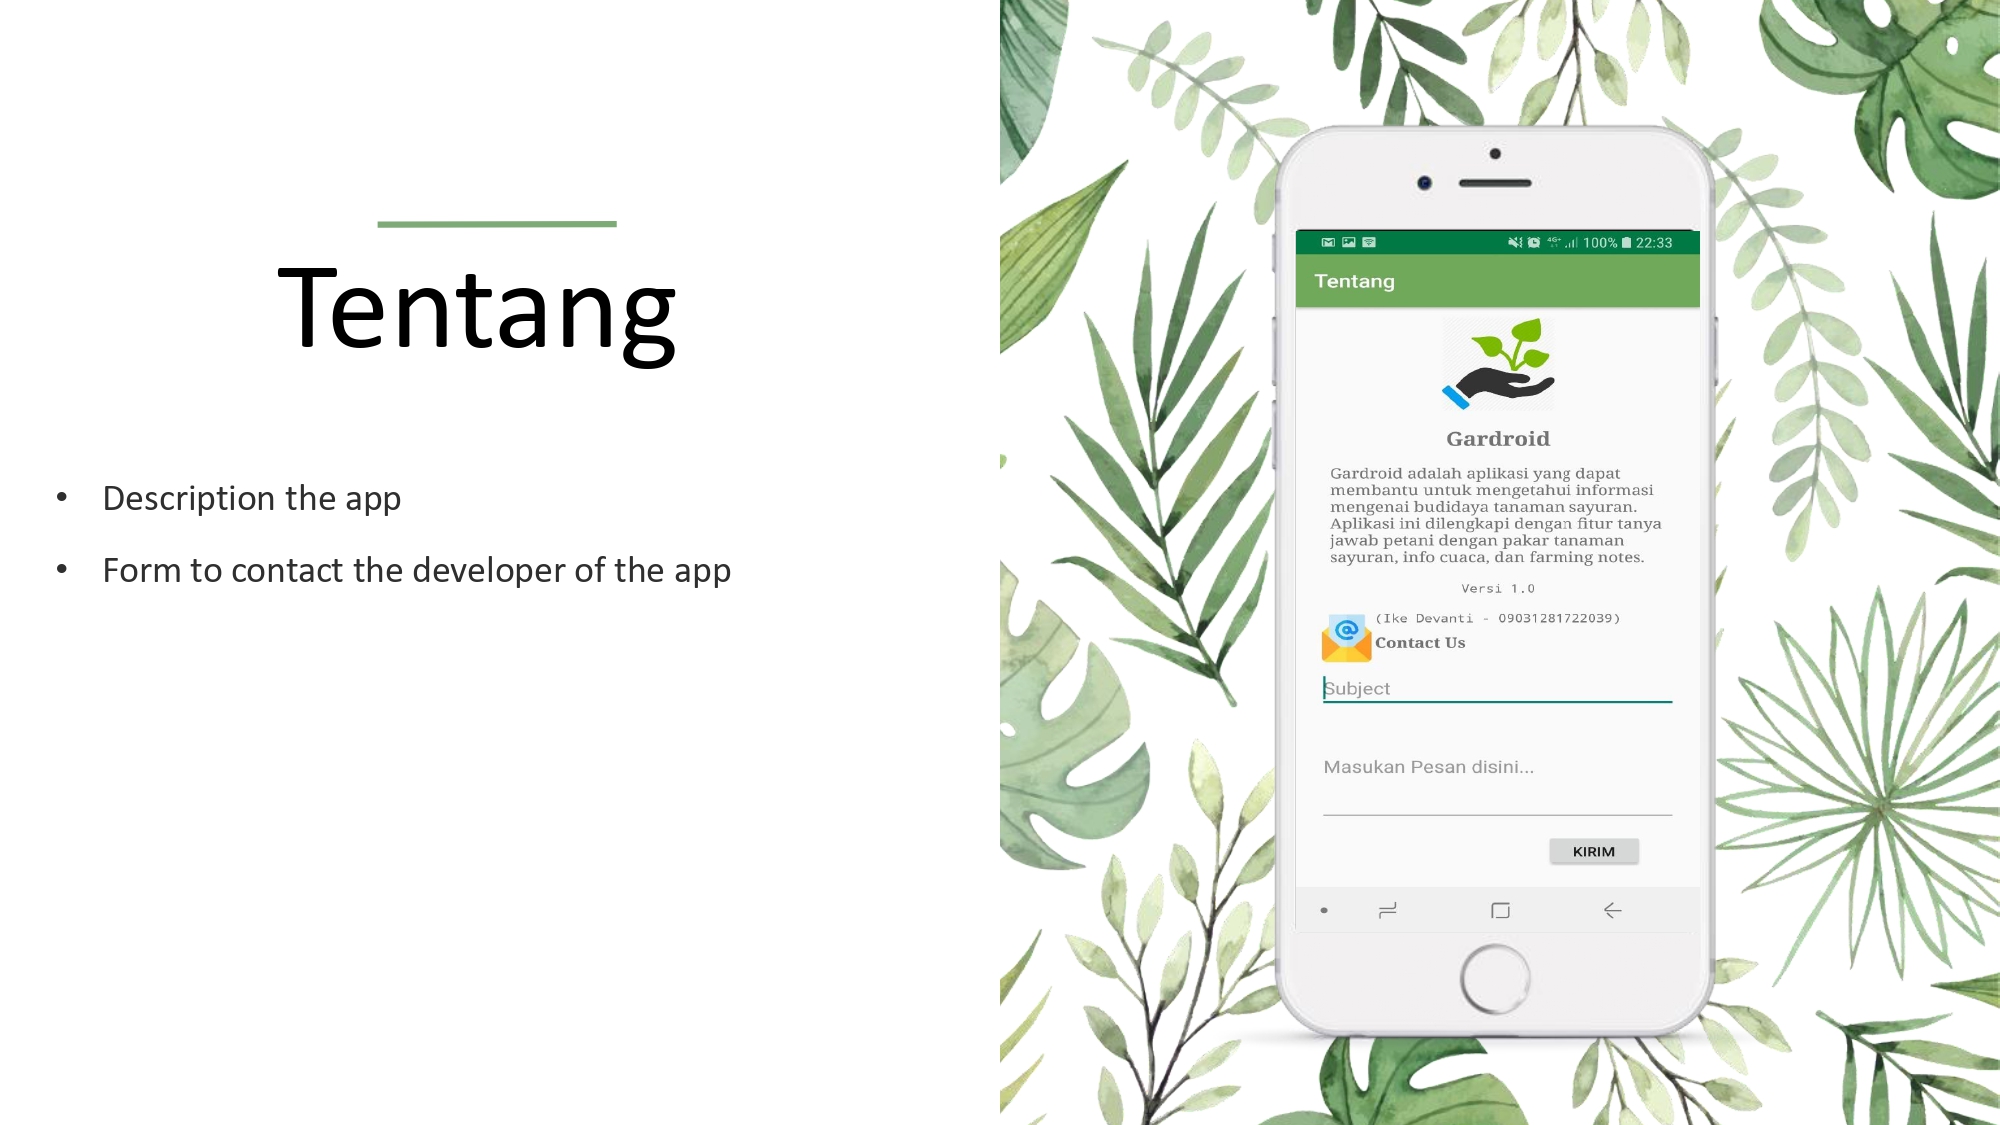 Tentang
• Description the app
• Form to contact the developer of the app
4G+ 100% 22:33
Tentang
Gardroid
Gardroid adalah aplikasi yang dapat
membantu untuk mengetahui informasi
mengenai budidaya tanaman sayuran.
Aplikasi ini dilengkapi dengan fitur tanya
jawab petani dengan pakar tanaman
sayuran, info cuaca, dan farming notes.
Versi 1.0
(Ike Devanti - 09031281722039)
Contact Us
Subject
Masukan Pesan disini...
KIRIM